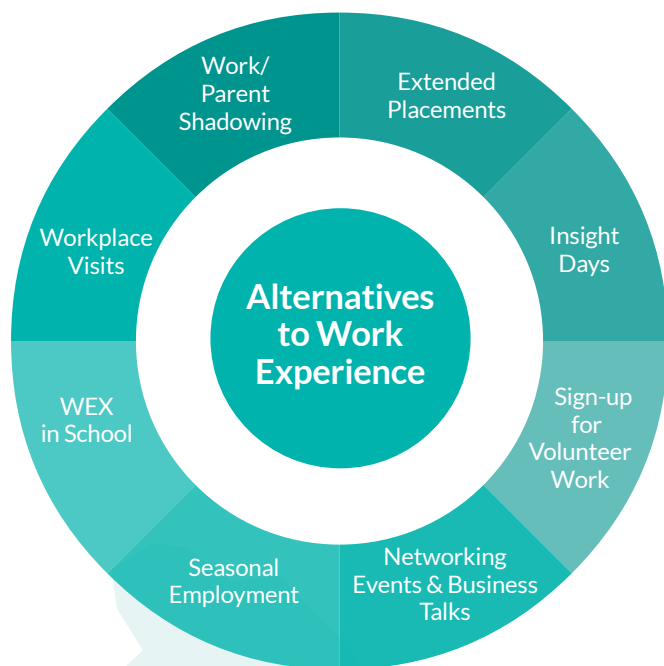 Work/
Parent
Shadowing
Extended
Placements
Insight
Days
Sign-up
for
Volunteer
Work
Networking
Events & Business
Talks
Seasonal
Employment
WEX
in School
Workplace
Visits
Alternatives
to Work
Experience